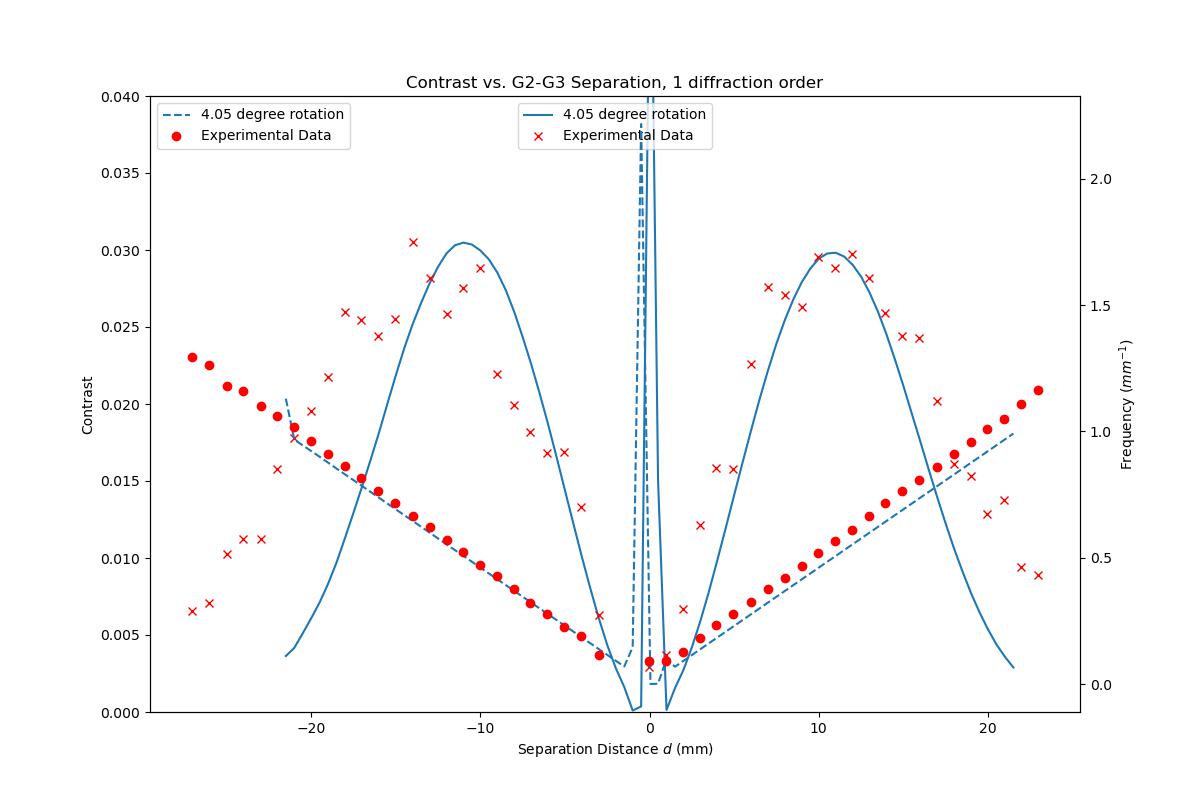 Contrast vs. G2-G3 Separation, 1 diffraction order
4.05 degree rotation
Experimental Data
4.05 degree rotation
Experimental Data
0.040
0.035
0.030
0.025
0.020
0.015
0.010
0.005
0.000
Contrast
2.0
1.5
1.0
0.5
0.0
Frequency (mm⁻¹)
−20 −10 0 10 20
Separation Distance d (mm)